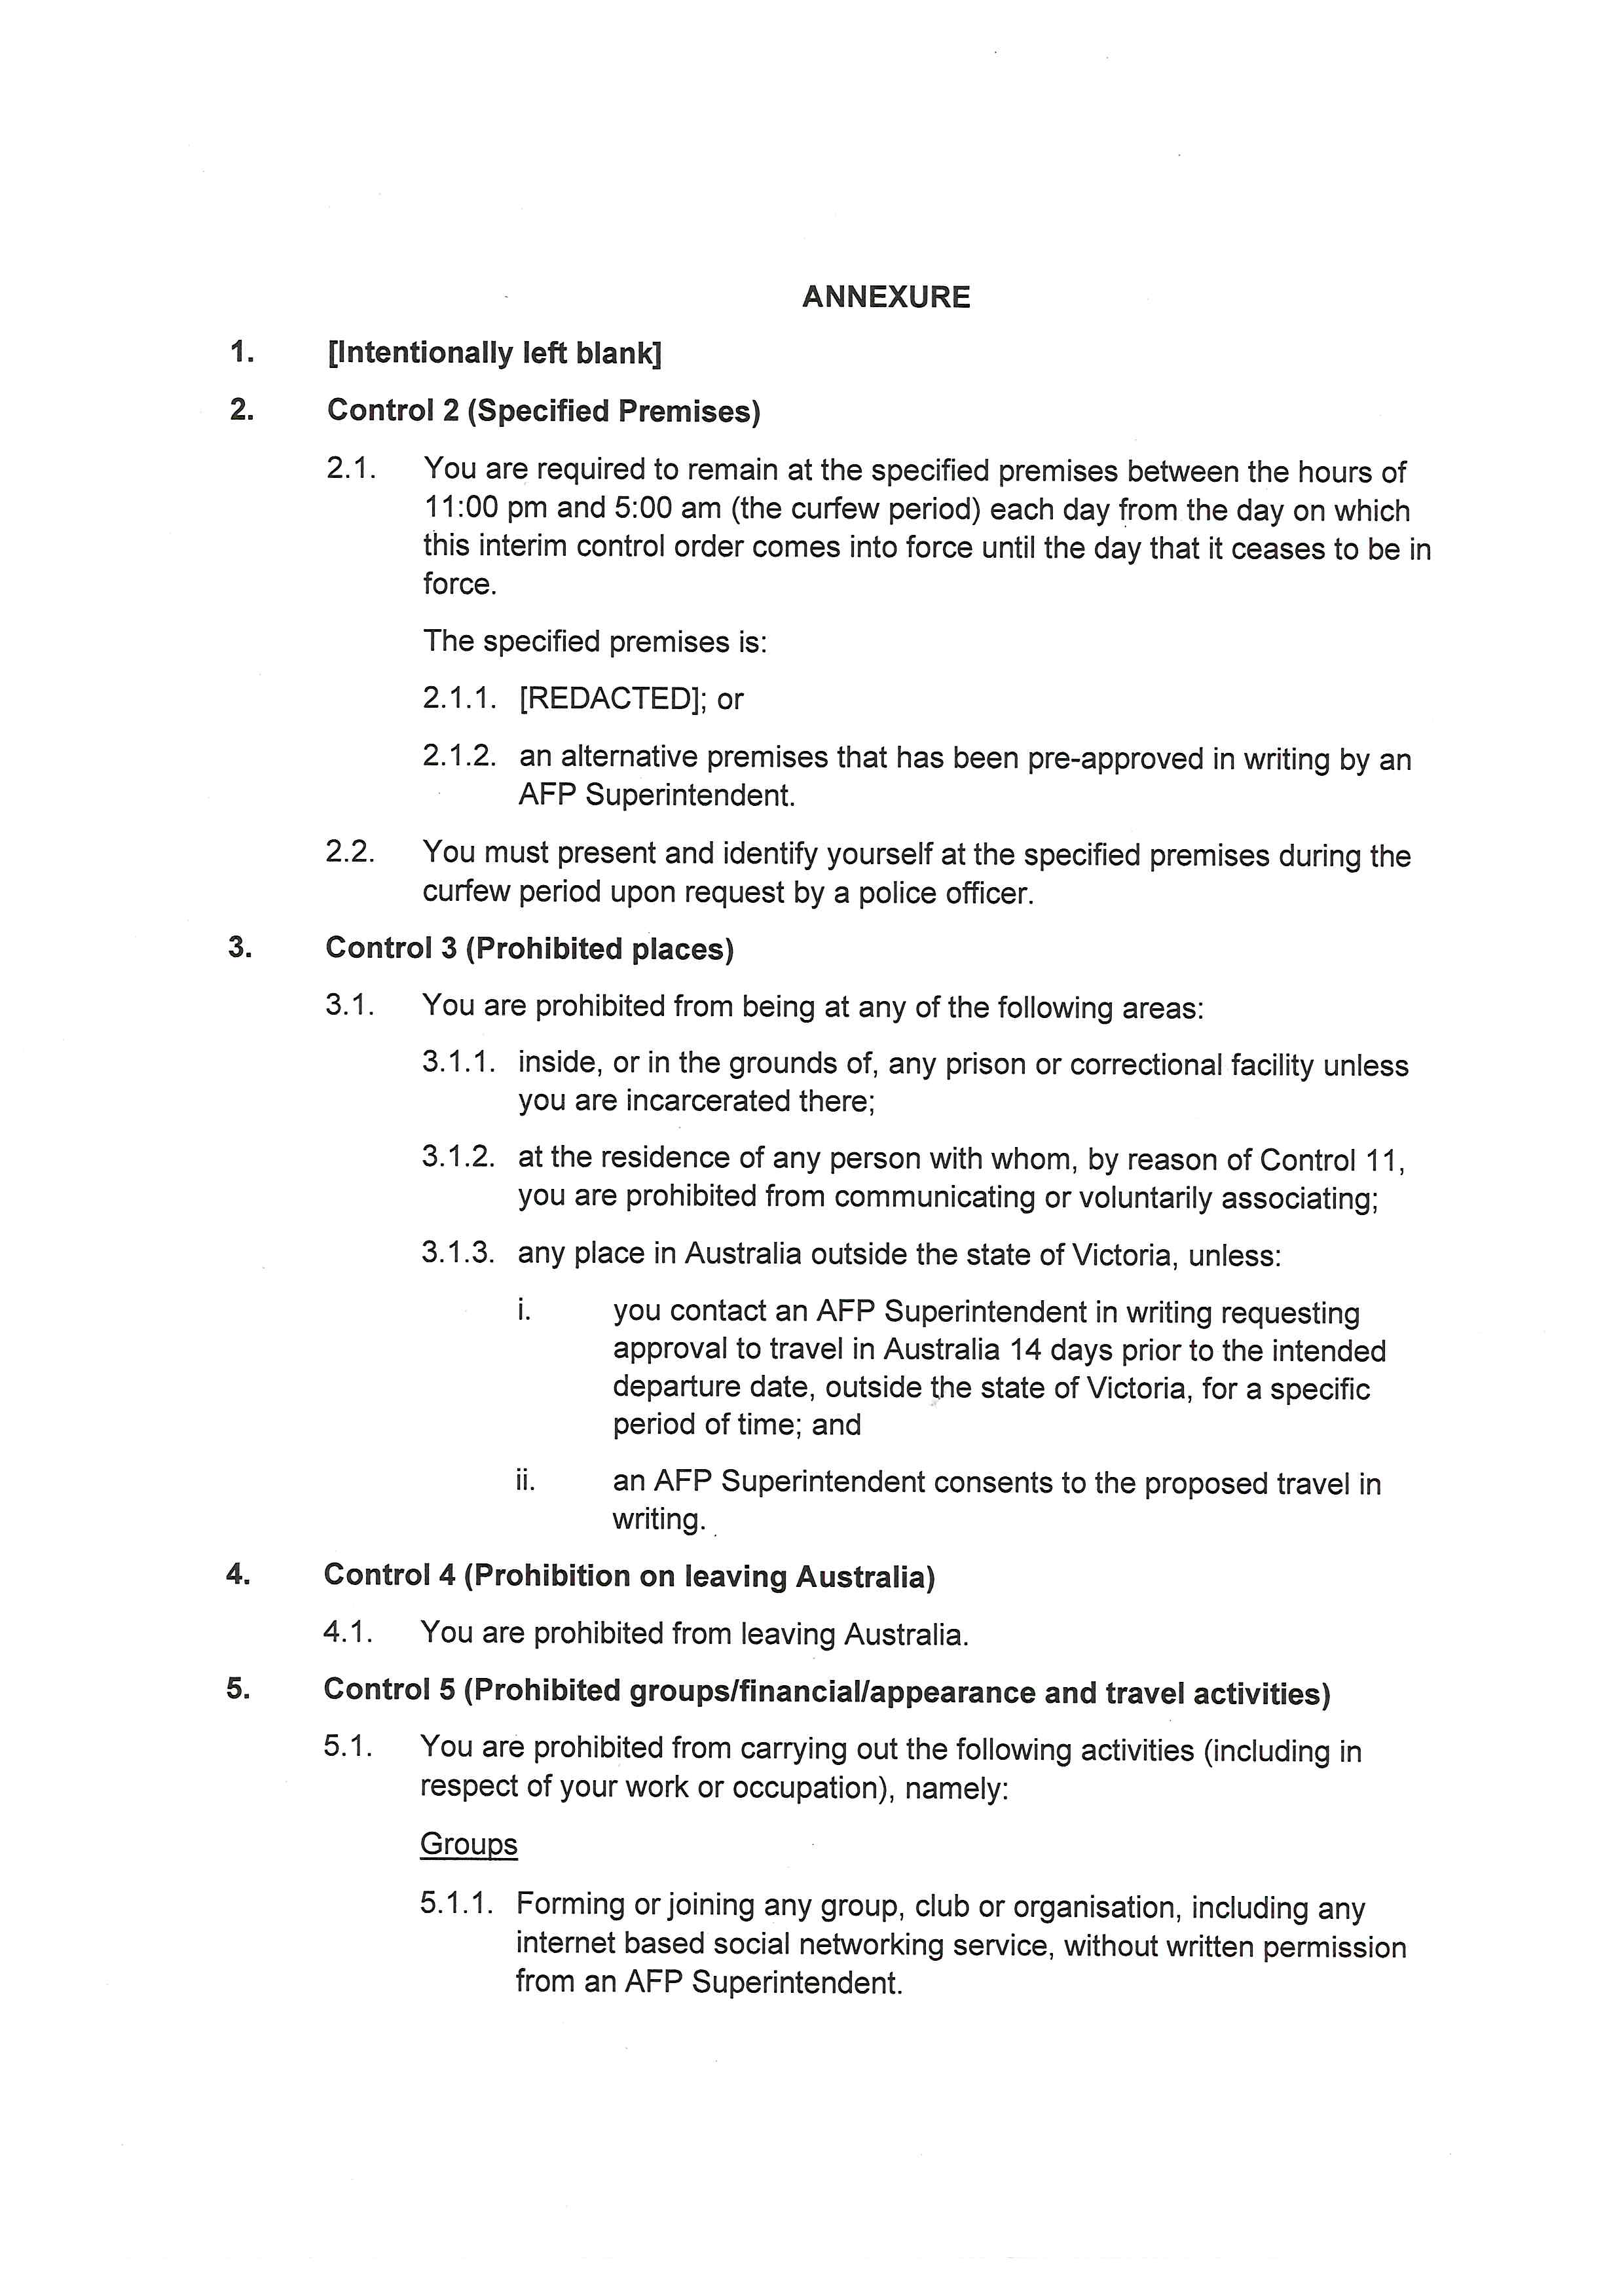 ANNEXURE
1. [Intentionally left blank]
2. Control 2 (Specified Premises)
2.1. You are required to remain at the specified premises between the hours of
11:00 pm and 5:00 am (the curfew period) each day from the day on which
this interim control order comes into force until the day that it ceases to be in
force.
The specified premises is:
2.1.1. [REDACTED]; or
2.1.2. an alternative premises that has been pre-approved in writing by an
AFP Superintendent.
2.2. You must present and identify yourself at the specified premises during the
curfew period upon request by a police officer.
3. Control 3 (Prohibited places)
3.1. You are prohibited from being at any of the following areas:
3.1.1. inside, or in the grounds of, any prison or correctional facility unless
you are incarcerated there;
3.1.2. at the residence of any person with whom, by reason of Control 11,
you are prohibited from communicating or voluntarily associating;
3.1.3. any place in Australia outside the state of Victoria, unless:
i. you contact an AFP Superintendent in writing requesting
approval to travel in Australia 14 days prior to the intended
departure date, outside the state of Victoria, for a specific
period of time; and
ii. an AFP Superintendent consents to the proposed travel in
writing.
4. Control 4 (Prohibition on leaving Australia)
4.1. You are prohibited from leaving Australia.
5. Control 5 (Prohibited groups/financial/appearance and travel activities)
5.1. You are prohibited from carrying out the following activities (including in
respect of your work or occupation), namely:
Groups
5.1.1. Forming or joining any group, club or organisation, including any
internet based social networking service, without written permission
from an AFP Superintendent.